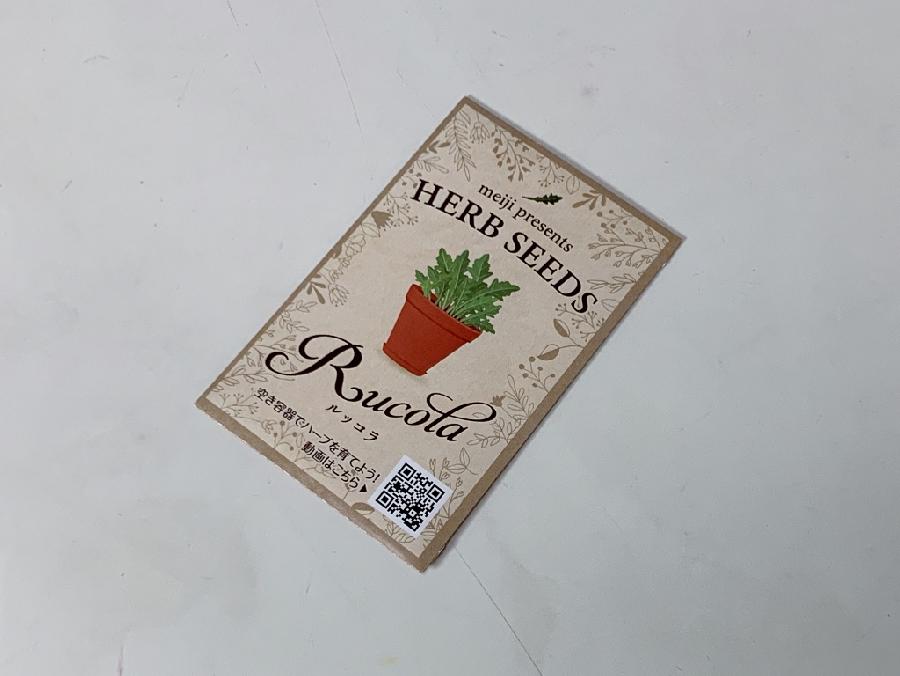 meiji presents
HERB SEEDS
Rucola
ルッコラ
空き容器でハーブを育てよう!
動画はこちら▶